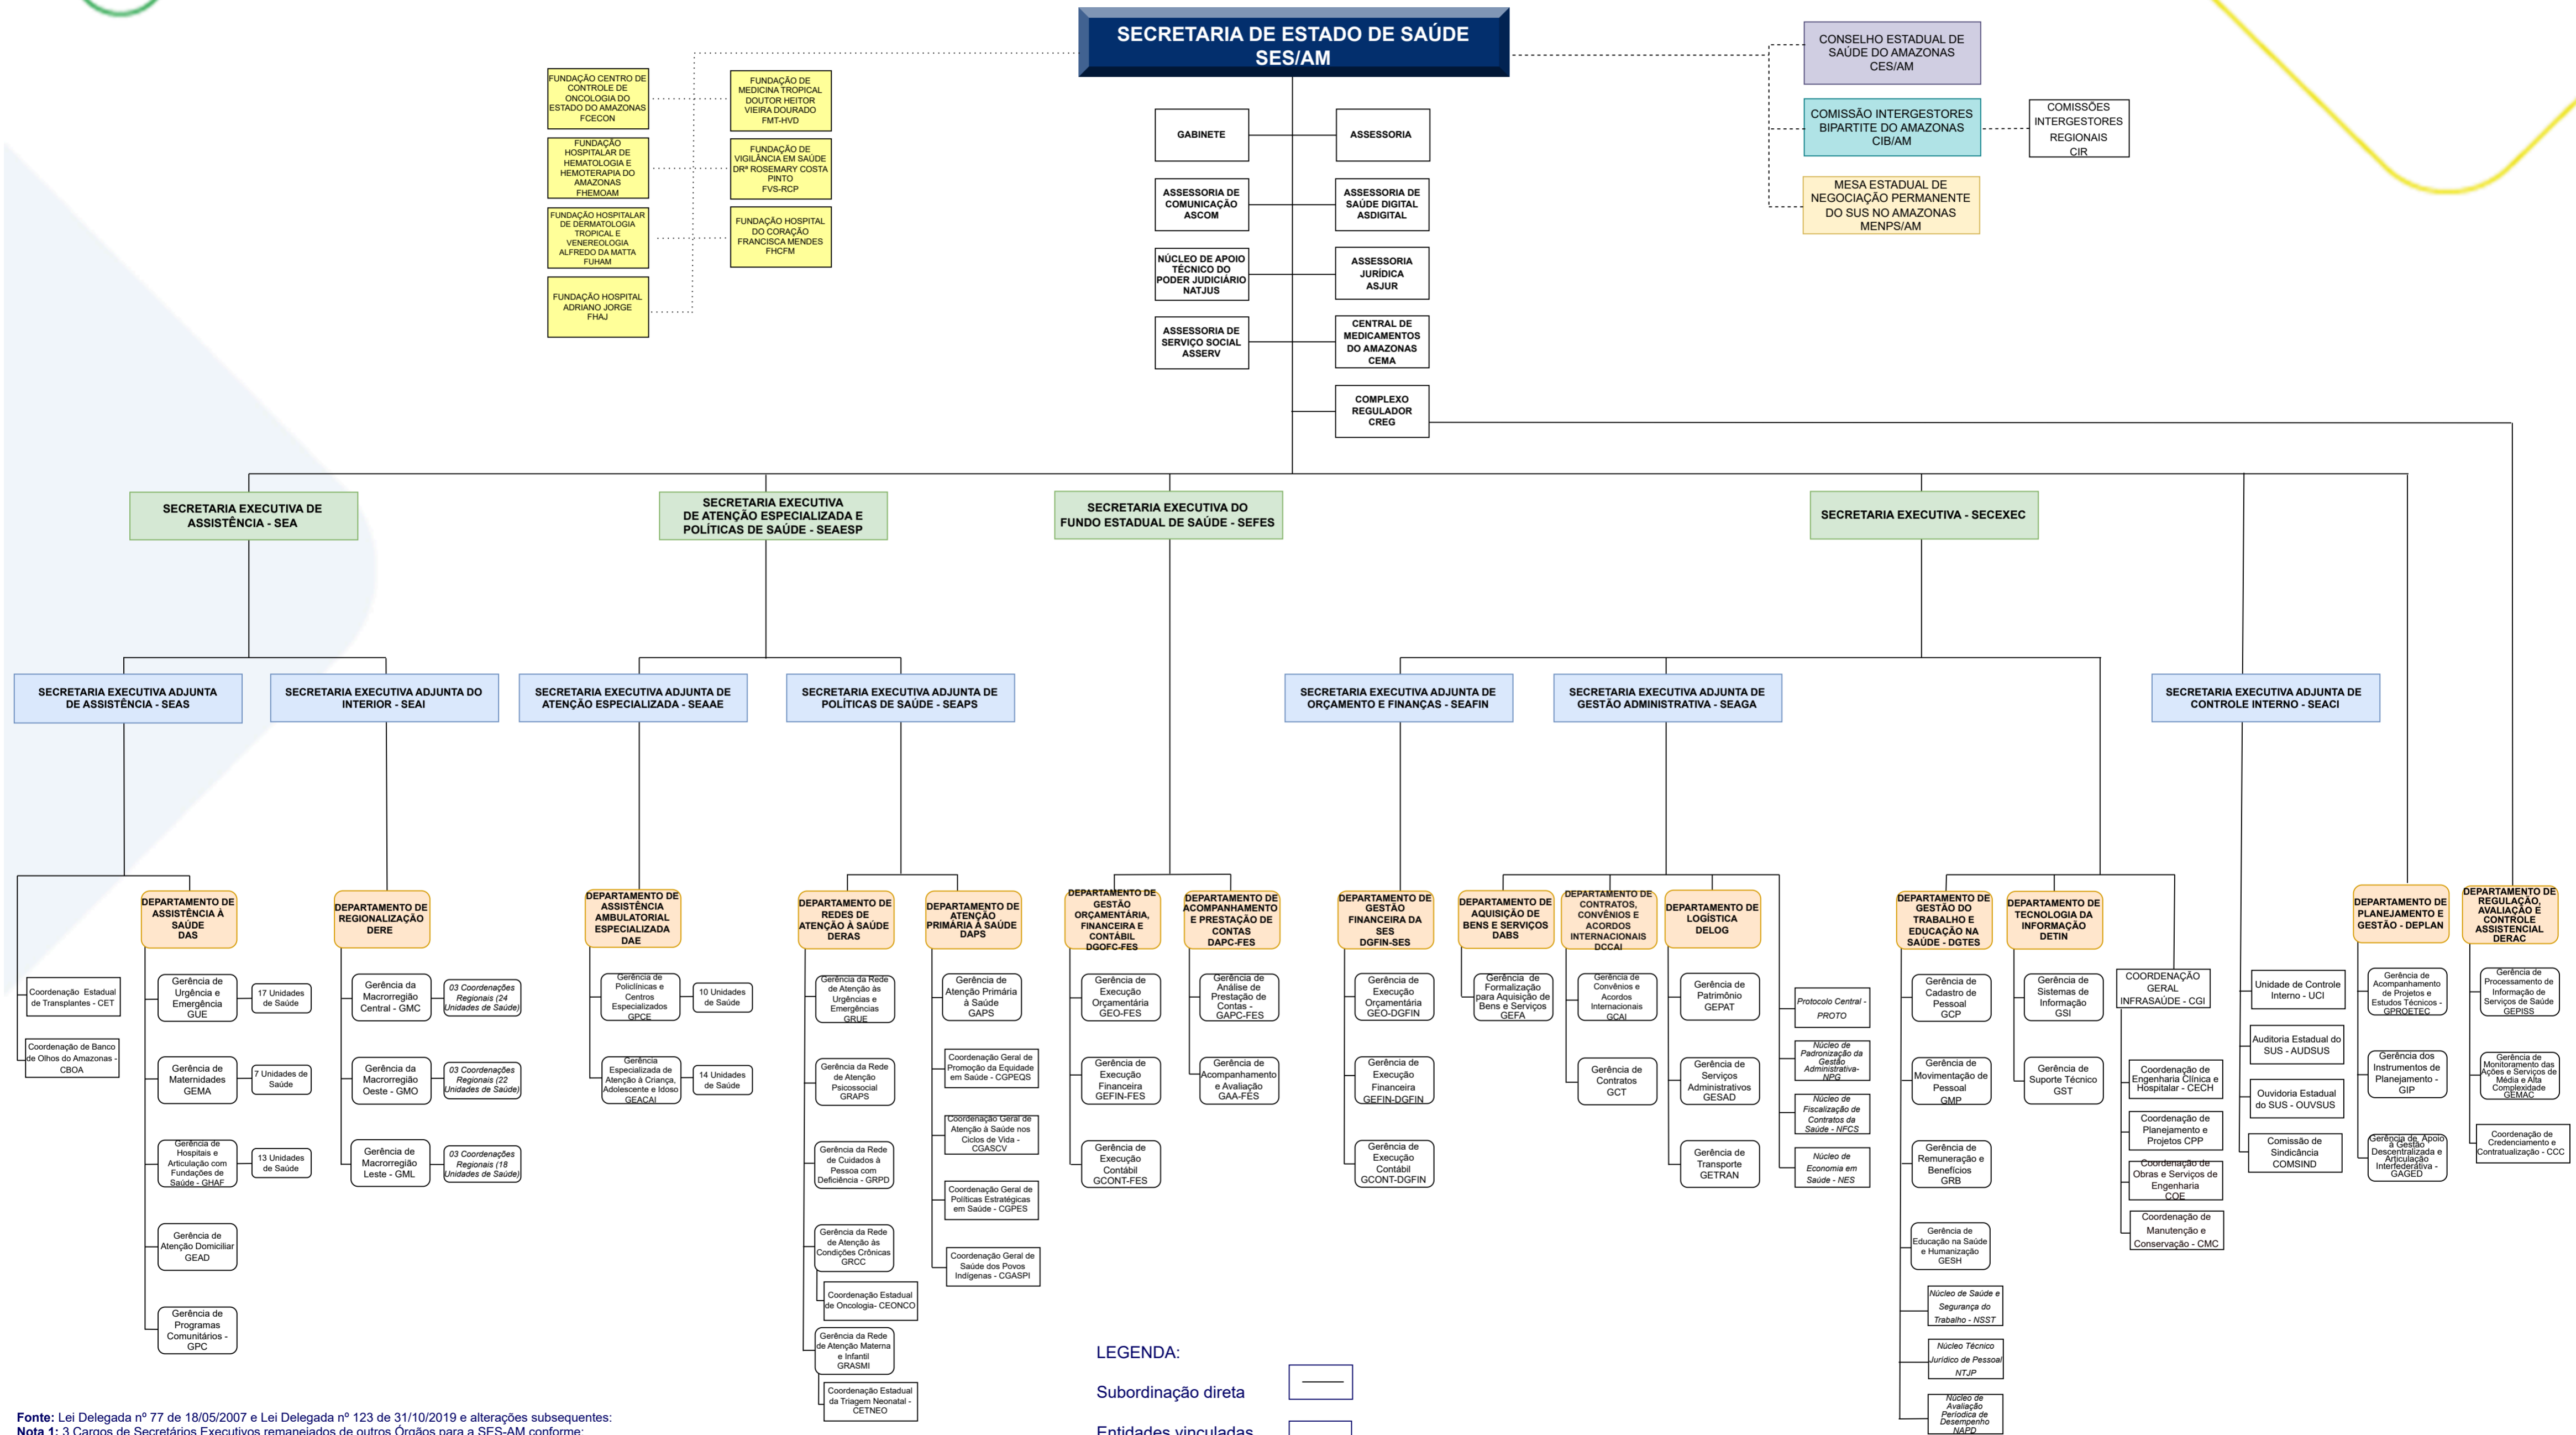 SECRETARIA DE ESTADO DE SAÚDE
SES/AM
CONSELHO ESTADUAL DE
SAÚDE DO AMAZONAS
CES/AM
COMISSÃO INTERGESTORES
BIPARTITE DO AMAZONAS
CIB/AM
COMISSÕES
INTERGESTORES
REGIONAIS
CIR
MESA ESTADUAL DE
NEGOCIAÇÃO PERMANENTE
DO SUS NO AMAZONAS
MENPS/AM
FUNDAÇÃO CENTRO DE
CONTROLE DE
ONCOLOGIA DO
ESTADO DO AMAZONAS
FCECON
FUNDAÇÃO DE
MEDICINA TROPICAL
DOUTOR HEITOR
VIEIRA DOURADO
FMT-HVD
FUNDAÇÃO
HOSPITALAR DE
HEMATOLOGIA E
HEMOTERAPIA DO
AMAZONAS
FHEMOAM
FUNDAÇÃO DE
VIGILÂNCIA EM SAÚDE
DRª ROSEMARY COSTA
PINTO
FVS-RCP
FUNDAÇÃO HOSPITALAR
DE DERMATOLOGIA
TROPICAL E
VENEREOLOGIA
ALFREDO DA MATTA
FUHAM
FUNDAÇÃO HOSPITAL
DO CORAÇÃO
FRANCISCA MENDES
FHCFM
FUNDAÇÃO HOSPITAL
ADRIANO JORGE
FHAJ
GABINETE
ASSESSORIA
ASSESSORIA DE
COMUNICAÇÃO
ASCOM
ASSESSORIA DE
SAÚDE DIGITAL
ASDIGITAL
NÚCLEO DE APOIO
TÉCNICO DO
PODER JUDICIÁRIO
NATJUS
ASSESSORIA
JURÍDICA
ASJUR
ASSESSORIA DE
SERVIÇO SOCIAL
ASSERV
CENTRAL DE
MEDICAMENTOS
DO AMAZONAS
CEMA
COMPLEXO
REGULADOR
CREG
SECRETARIA EXECUTIVA DE
ASSISTÊNCIA - SEA
SECRETARIA EXECUTIVA
DE ATENÇÃO ESPECIALIZADA E
POLÍTICAS DE SAÚDE - SEAESP
SECRETARIA EXECUTIVA DO
FUNDO ESTADUAL DE SAÚDE - SEFES
SECRETARIA EXECUTIVA - SECEXEC
SECRETARIA EXECUTIVA ADJUNTA
DE ASSISTÊNCIA - SEAS
SECRETARIA EXECUTIVA ADJUNTA DO
INTERIOR - SEAI
SECRETARIA EXECUTIVA ADJUNTA DE
ATENÇÃO ESPECIALIZADA - SEAAE
SECRETARIA EXECUTIVA ADJUNTA DE
POLÍTICAS DE SAÚDE - SEAPS
SECRETARIA EXECUTIVA ADJUNTA DE
ORÇAMENTO E FINANÇAS - SEAFIN
SECRETARIA EXECUTIVA ADJUNTA DE
GESTÃO ADMINISTRATIVA - SEAGA
SECRETARIA EXECUTIVA ADJUNTA DE
CONTROLE INTERNO - SEACI
Coordenação Estadual
de Transplantes - CET
Coordenação de Banco
de Olhos do Amazonas -
CBOA
DEPARTAMENTO DE
ASSISTÊNCIA À
SAÚDE
DAS
Gerência de
Urgência e
Emergência
GUE
17 Unidades
de Saúde
Gerência de
Maternidades
GEMA
7 Unidades de
Saúde
Gerência de
Hospitais e
Articulação com
Fundações de
Saúde - GHAF
13 Unidades
de Saúde
Gerência de
Atenção Domiciliar
GEAD
Gerência de
Programas
Comunitários -
GPC
DEPARTAMENTO DE
REGIONALIZAÇÃO
DERE
Gerência da
Macrorregião
Central - GMC
03 Coordenações
Regionais (24
Unidades de Saúde)
Gerência da
Macrorregião
Oeste - GMO
03 Coordenações
Regionais (22
Unidades de Saúde)
Gerência de
Macrorregião
Leste - GML
03 Coordenações
Regionais (18
Unidades de Saúde)
DEPARTAMENTO DE
ASSISTÊNCIA
AMBULATORIAL
ESPECIALIZADA
DAE
Gerência de
Policlínicas e
Centros
Especializados
GPCE
10 Unidades
de Saúde
Gerência
Especializada de
Atenção à Criança,
Adolescente e Idoso
GEACAI
14 Unidades
de Saúde
DEPARTAMENTO DE
REDES DE
ATENÇÃO À SAÚDE
DERAS
Gerência da Rede
de Atenção às
Urgências e
Emergências
GRUE
Gerência da Rede
de Atenção
Psicossocial
GRAPS
Gerência da Rede
de Cuidados à
Pessoa com
Deficiência - GRPD
Gerência da Rede
de Atenção às
Condições Crônicas
GRCC
Coordenação Estadual
de Oncologia- CEONCO
Gerência da Rede
de Atenção Materna
e Infantil
GRASMI
Coordenação Estadual
da Triagem Neonatal -
CETNEO
DEPARTAMENTO DE
ATENÇÃO
PRIMÁRIA À SAÚDE
DAPS
Gerência de
Atenção Primária
à Saúde
GAPS
Coordenação Geral de
Promoção da Equidade
em Saúde - CGPEQS
Coordenação Geral de
Atenção à Saúde nos
Ciclos de Vida -
CGASCV
Coordenação Geral de
Políticas Estratégicas
em Saúde - CGPES
Coordenação Geral de
Saúde dos Povos
Indígenas - CGASPI
DEPARTAMENTO DE
GESTÃO
ORÇAMENTÁRIA,
FINANCEIRA E
CONTÁBIL
DGOFC-FES
Gerência de
Execução
Orçamentária
GEO-FES
Gerência de
Execução
Financeira
GEFIN-FES
Gerência de
Execução
Contábil
GCONT-FES
DEPARTAMENTO DE
ACOMPANHAMENTO
E PRESTAÇÃO DE
CONTAS
DAPC-FES
Gerência de
Análise de
Prestação de
Contas -
GAPC-FES
Gerência de
Acompanhamento
e Avaliação
GAA-FES
DEPARTAMENTO DE
GESTÃO
FINANCEIRA DA
SES
DGFIN-SES
Gerência de
Execução
Orçamentária
GEO-DGFIN
Gerência de
Execução
Financeira
GEFIN-DGFIN
Gerência de
Execução
Contábil
GCONT-DGFIN
DEPARTAMENTO DE
AQUISIÇÃO DE
BENS E SERVIÇOS
DABS
Gerência de
Formalização
para Aquisição de
Bens e Serviços
GEFA
DEPARTAMENTO DE
CONTRATOS,
CONVÊNIOS E
ACORDOS
INTERNACIONAIS
DCCAI
Gerência de
Convênios e
Acordos
Internacionais
GCAI
Gerência de
Contratos
GCT
DEPARTAMENTO DE
LOGÍSTICA
DELOG
Gerência de
Patrimônio
GEPAT
Gerência de
Serviços
Administrativos
GESAD
Gerência de
Transporte
GETRAN
Protocolo Central -
PROTO
Núcleo de
Padronização da
Gestão
Administrativa-
NPG
Núcleo de
Fiscalização de
Contratos da
Saúde - NFCS
Núcleo de
Economia em
Saúde - NES
DEPARTAMENTO DE
GESTÃO DO
TRABALHO E
EDUCAÇÃO NA
SAÚDE - DGTES
Gerência de
Cadastro de
Pessoal
GCP
Gerência de
Movimentação de
Pessoal
GMP
Gerência de
Remuneração e
Benefícios
GRB
Gerência de
Educação na Saúde
e Humanização
GESH
Núcleo de Saúde e
Segurança do
Trabalho - NSST
Núcleo Técnico
Jurídico de Pessoal
NTJP
Núcleo de
Avaliação
Periódica de
Desempenho
NAPD
DEPARTAMENTO DE
TECNOLOGIA DA
INFORMAÇÃO
DETIN
Gerência de
Sistemas de
Informação
GSI
Gerência de
Suporte Técnico
GST
COORDENAÇÃO
GERAL
INFRASAÚDE - CGI
Coordenação de
Engenharia Clínica e
Hospitalar - CECH
Coordenação de
Planejamento e
Projetos CPP
Coordenação de
Obras e Serviços de
Engenharia
COE
Coordenação de
Manutenção e
Conservação - CMC
Unidade de Controle
Interno - UCI
Auditoria Estadual do
SUS - AUDSUS
Ouvidoria Estadual
do SUS - OUVSUS
Comissão de
Sindicância
COMSIND
DEPARTAMENTO DE
PLANEJAMENTO E
GESTÃO - DEPLAN
Gerência de
Acompanhamento
de Projetos e
Estudos Técnicos -
GPROETEC
Gerência dos
Instrumentos de
Planejamento -
GIP
Gerência de Apoio
à Gestão
Descentralizada e
Articulação
Interfederativa -
GAGED
DEPARTAMENTO DE
REGULAÇÃO,
AVALIAÇÃO E
CONTROLE
ASSISTENCIAL
DERAC
Gerência de
Processamento de
Informação de
Serviços de Saúde
GEPISS
Gerência de
Monitoramento das
Ações e Serviços de
Média e Alta
Complexidade
GEMAC
Coordenação de
Credenciamento e
Contratualização - CCC
LEGENDA:
Subordinação direta
Entidades vinculadas
Fonte: Lei Delegada nº 77 de 18/05/2007 e Lei Delegada nº 123 de 31/10/2019 e alterações subsequentes:
Nota 1: 3 Cargos de Secretários Executivos remanejados de outros Órgãos para a SES-AM conforme: